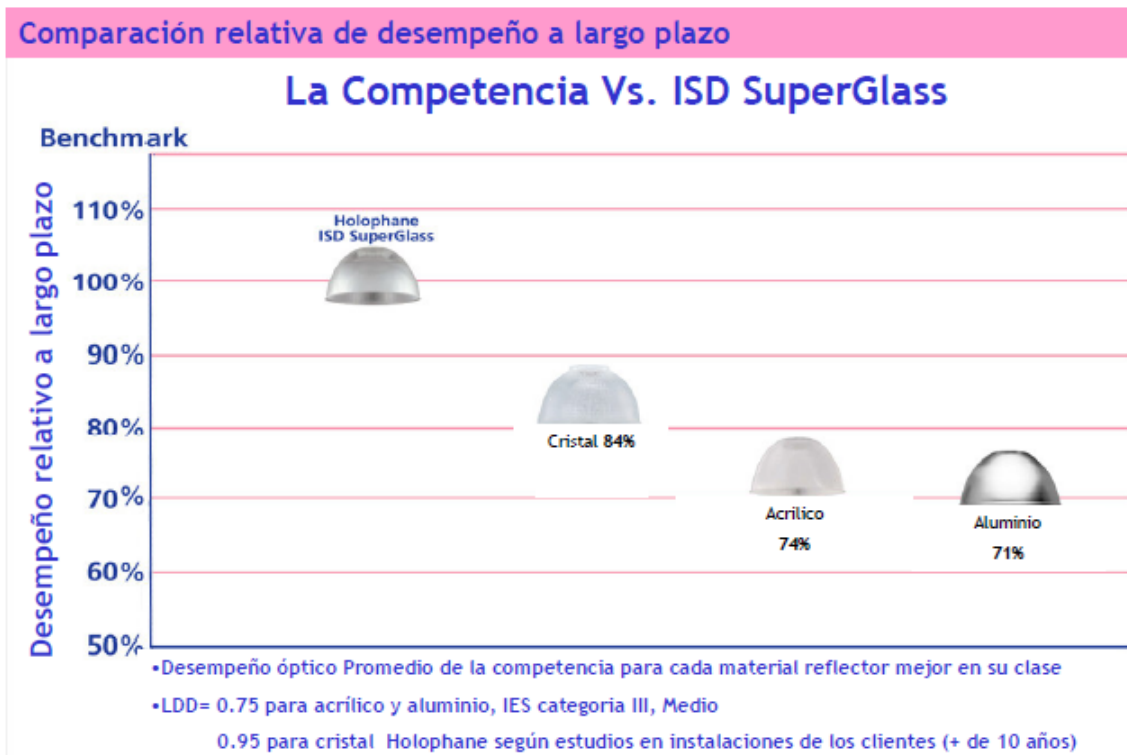 Comparación relativa de desempeño a largo plazo
La Competencia Vs. ISD SuperGlass
Benchmark
Desempeño relativo a largo plazo
110%
Holophane
ISD SuperGlass
100%
90%
80%
Cristal 84%
70%
Acrilico
74%
Aluminio
71%
60%
50%
•Desempeño óptico Promedio de la competencia para cada material reflector mejor en su clase
•LDD= 0.75 para acrílico y aluminio, IES categoria III, Medio
0.95 para cristal Holophane según estudios en instalaciones de los clientes (+ de 10 años)